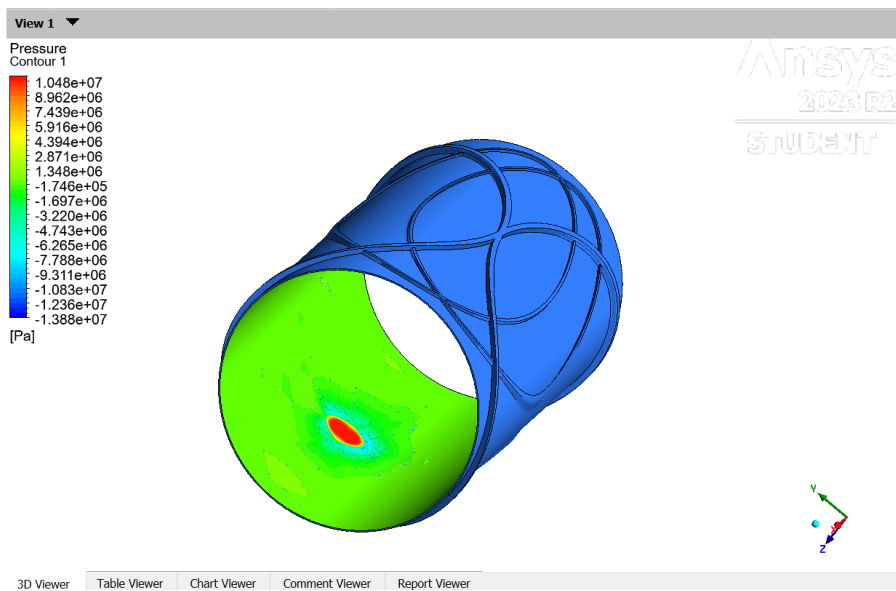 View 1
Pressure
Contour 1
1.048e+07
8.962e+06
7.439e+06
5.916e+06
4.394e+06
2.871e+06
1.348e+06
-1.746e+05
-1.697e+06
-3.220e+06
-4.743e+06
-6.265e+06
-7.788e+06
-9.311e+06
-1.083e+07
-1.236e+07
-1.388e+07
[Pa]
Ansys
2023 R2
STUDENT
Y
Z
3D Viewer Table Viewer Chart Viewer Comment Viewer Report Viewer